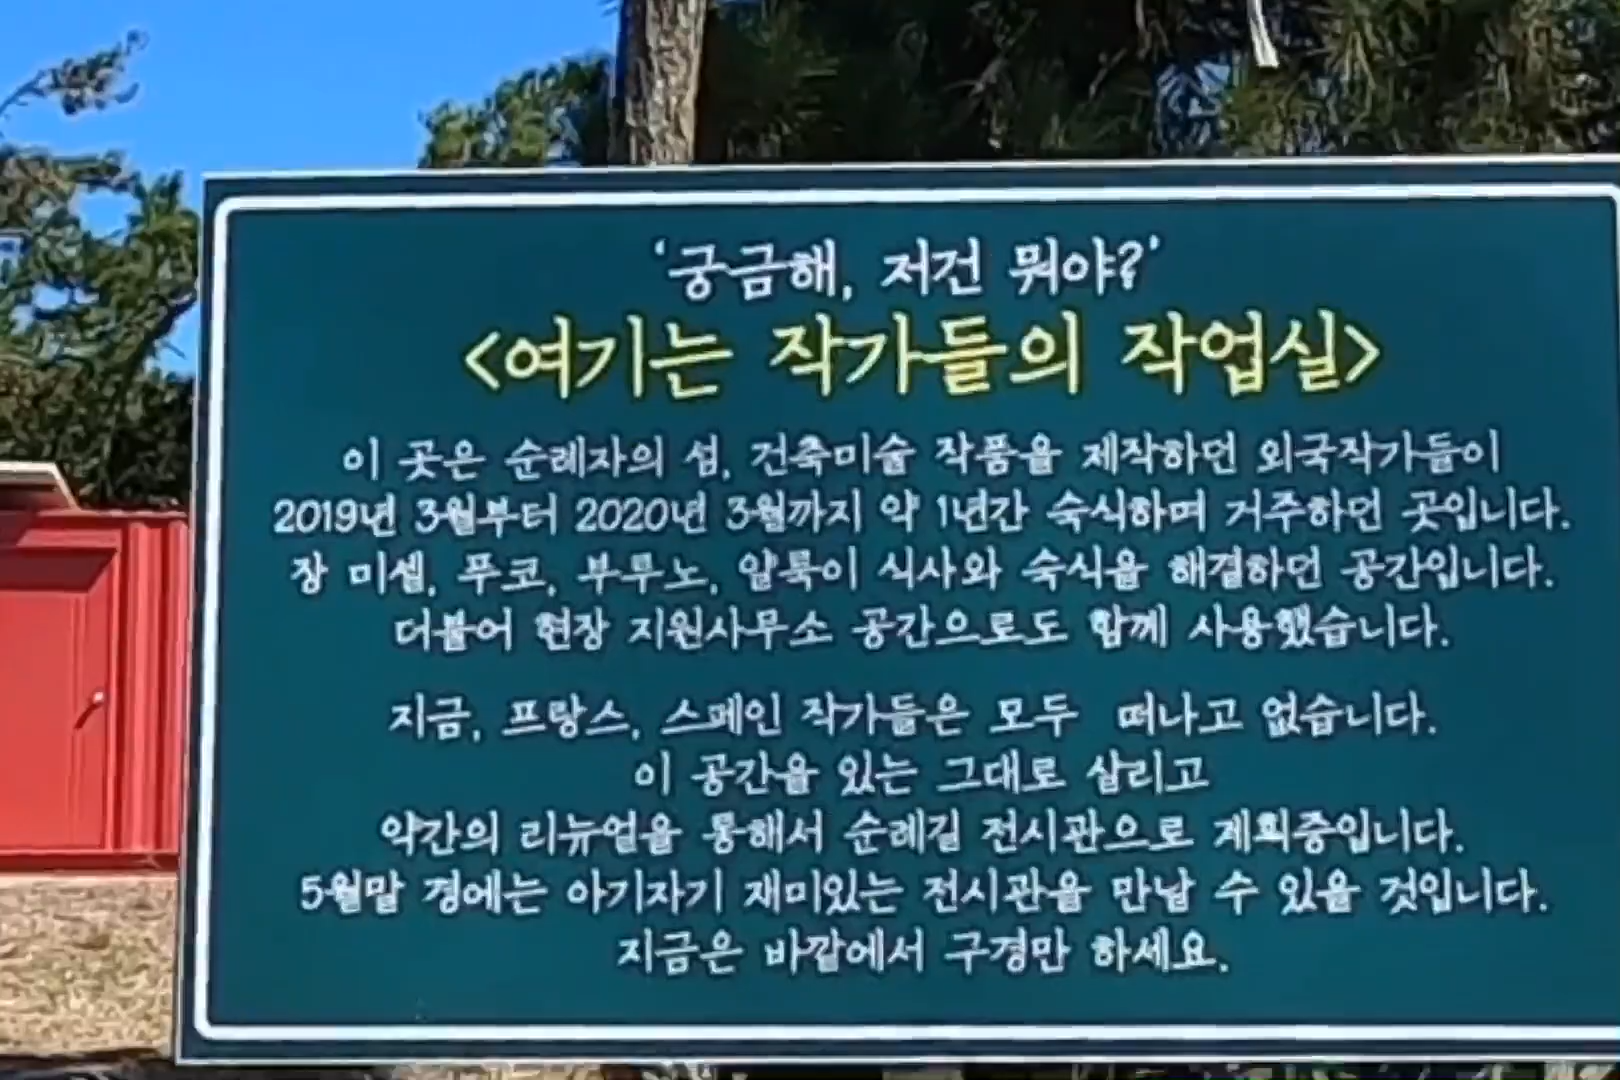 '궁금해, 저건 뭐야?'
<여기는 작가들의 작업실>
이 곳은 순례자의 섬, 건축미술 작품을 제작하던 외국작가들이
2019년 3월부터 2020년 3월까지 약 1년간 숙식하며 거주하던 곳입니다.
장 미셸, 푸코, 부루노, 얄룩이 식사와 숙식을 해결하던 공간입니다.
더불어 현장 지원사무소 공간으로도 함께 사용했습니다.
지금, 프랑스, 스페인 작가들은 모두 떠나고 없습니다.
이 공간을 있는 그대로 살리고
약간의 리뉴얼을 통해서 순례길 전시관으로 계획중입니다.
5월말 경에는 아기자기 재미있는 전시관을 만날 수 있을 것입니다.
지금은 바깥에서 구경만 하세요.